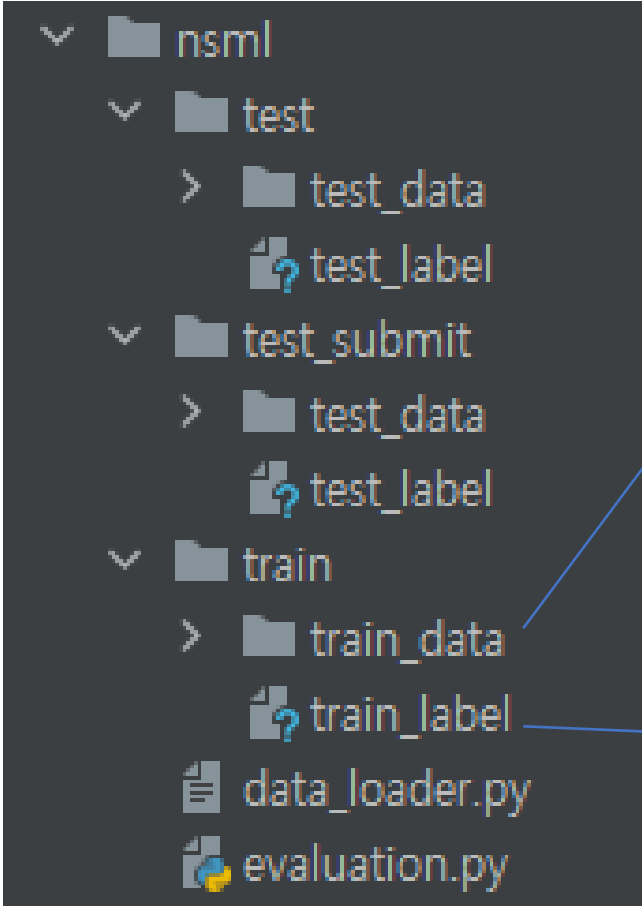 nsml
test
test_data
test_label
test_submit
test_data
test_label
train
train_data
train_label
data_loader.py
evaluation.py